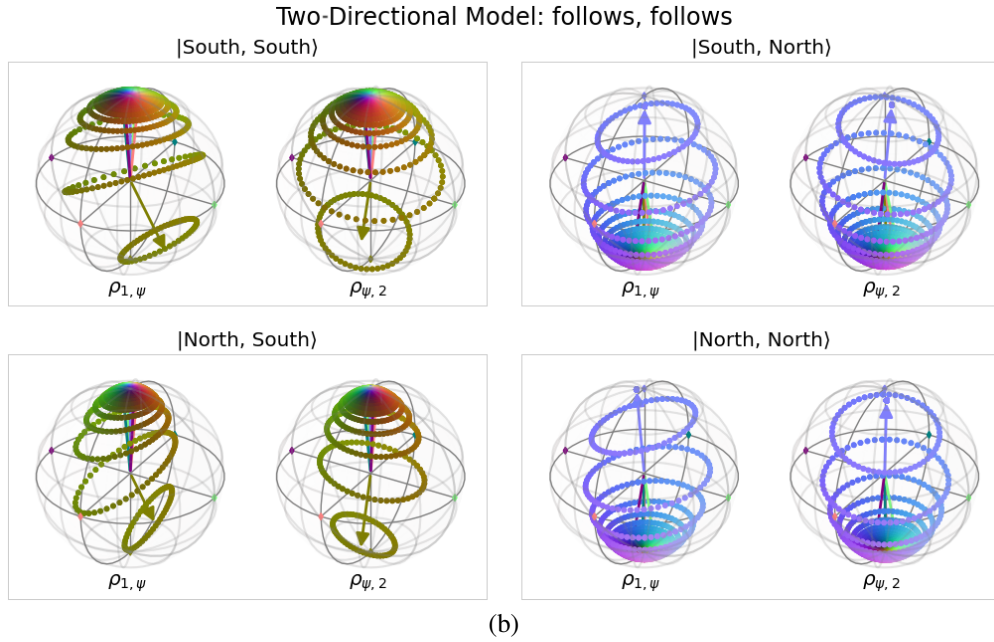 Two-Directional Model: follows, follows
|South, South⟩
|South, North⟩
ρ1, ψ
ρψ, 2
ρ1, ψ
ρψ, 2
|North, South⟩
|North, North⟩
ρ1, ψ
ρψ, 2
ρ1, ψ
ρψ, 2
(b)